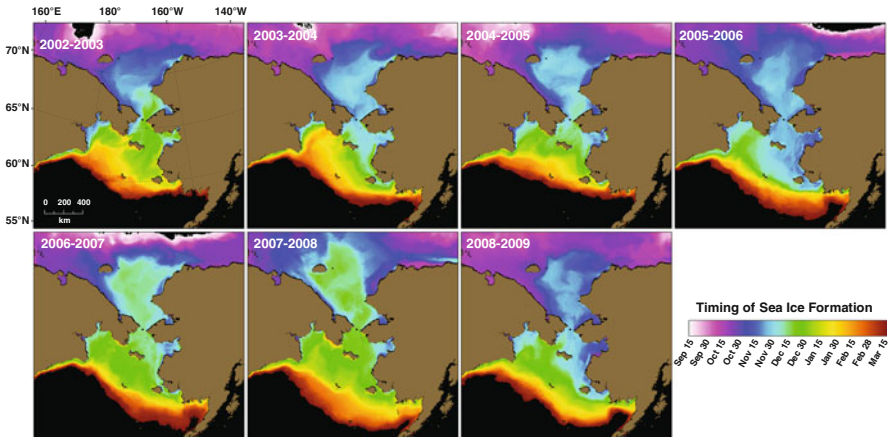 160°E 180° 160°W 140°W
70°N
65°N
60°N
55°N
2002-2003
2003-2004
2004-2005
2005-2006
0 200 400
km
2006-2007
2007-2008
2008-2009
Timing of Sea Ice Formation
Sep 15 Sep 30 Oct 15 Oct 30 Nov 15 Nov 30 Dec 15 Dec 30 Jan 15 Jan 30 Feb 15 Feb 28 Mar 15